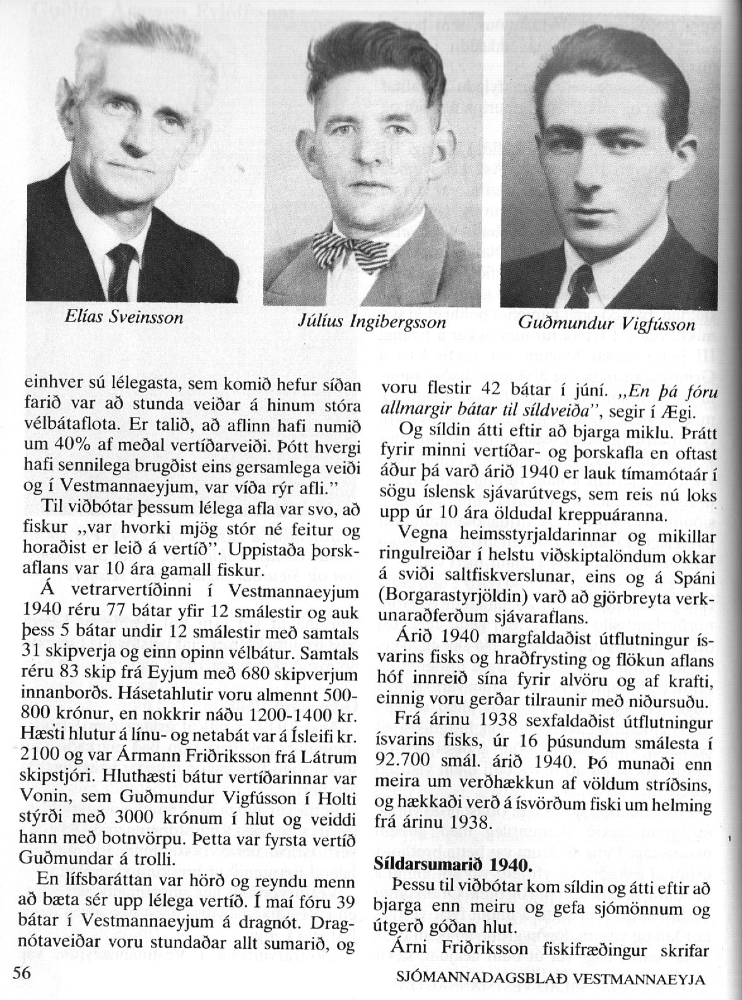 Elías Sveinsson
Júlíus Ingibergsson
Guðmundur Vigfússon
einhver sú lélegasta, sem komið hefur síðan
farið var að stunda veiðar á hinum stóra
vélbátaflota. Er talið, að aflinn hafi numið
um 40% af meðal vertíðarveiði. Þótt hvergi
hafi sennilega brugðist eins gersamlega veiði
og í Vestmannaeyjum, var víða rýr afli.”
Til viðbótar þessum lélega afla var svo, að
fiskur ,,var hvorki mjög stór né feitur og
horaðist er leið á vertíð”. Uppistaða þorsk-
aflans var 10 ára gamall fiskur.
Á vetrarvertíðinni í Vestmannaeyjum
1940 réru 77 bátar yfir 12 smálestir og auk
þess 5 bátar undir 12 smálestir með samtals
31 skipverja og einn opinn vélbátur. Samtals
réru 83 skip frá Eyjum með 680 skipverjum
innanborðs. Hásetahlutir voru almennt 500-
800 krónur, en nokkrir náðu 1200-1400 kr.
Hæsti hlutur á línu- og netabát var á Ísleifi kr.
2100 og var Ármann Friðriksson frá Látrum
skipstjóri. Hluthæsti bátur vertíðarinnar var
Vonin, sem Guðmundur Vigfússon í Holti
stýrði með 3000 krónum í hlut og veiddi
hann með botnvörpu. Þetta var fyrsta vertíð
Guðmundar á trolli.
En lífsbaráttan var hörð og reyndu menn
að bæta sér upp lélega vertíð. Í maí fóru 39
bátar í Vestmannaeyjum á dragnót. Drag-
nótaveiðar voru stundaðar allt sumarið, og
voru flestir 42 bátar í júní. ,,En þá fóru
allmargir bátar til síldveiða”, segir í Ægi.
Og síldin átti eftir að bjarga miklu. Þrátt
fyrir minni vertíðar- og þorskafla en oftast
áður þá varð árið 1940 er lauk tímamótaár í
sögu íslensk sjávarútvegs, sem reis nú loks
upp úr 10 ára öldudal kreppuáranna.
Vegna heimsstyrjaldarinnar og mikillar
ringulreiðar í helstu viðskiptalöndum okkar
á sviði saltfiskverslunar, eins og á Spáni
(Borgarastyrjöldin) varð að gjörbreyta verk-
unaraðferðum sjávaraflans.
Árið 1940 margfaldaðist útflutningur ís-
varins fisks og hraðfrysting og flökun aflans
hóf innreið sína fyrir alvöru og af krafti,
einnig voru gerðar tilraunir með niðursuðu.
Frá árinu 1938 sexfaldaðist útflutningur
ísvarins fisks, úr 16 þúsundum smálesta í
92.700 smál. árið 1940. Þó munaði enn
meira um verðhækkun af völdum stríðsins,
og hækkaði verð á ísvörðum fiski um helming
frá árinu 1938.
Síldarsumarið 1940.
Þessu til viðbótar kom síldin og átti eftir að
bjarga enn meiru og gefa sjómönnum og
útgerð góðan hlut.
Árni Friðriksson fiskifræðingur skrifar
56
SJÓMANNADAGSBLAÐ VESTMANNAEYJA